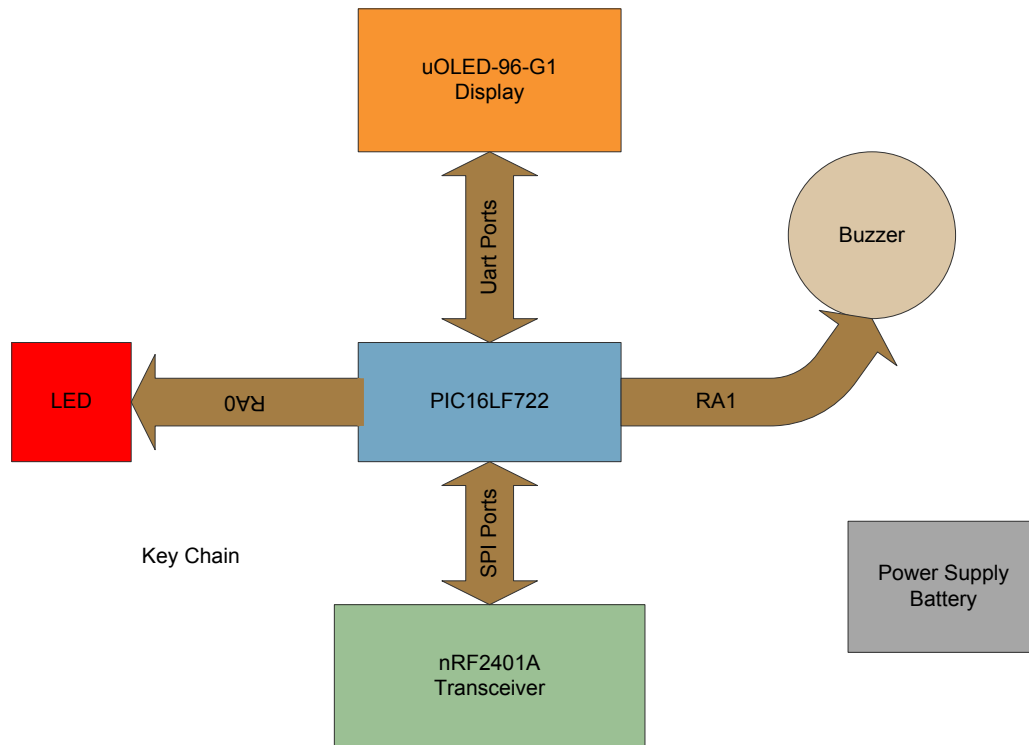 uOLED-96-G1
Display
Uart Ports
Buzzer
LED
RA0
PIC16LF722
RA1
SPI Ports
Key Chain
Power Supply
Battery
nRF2401A
Transceiver